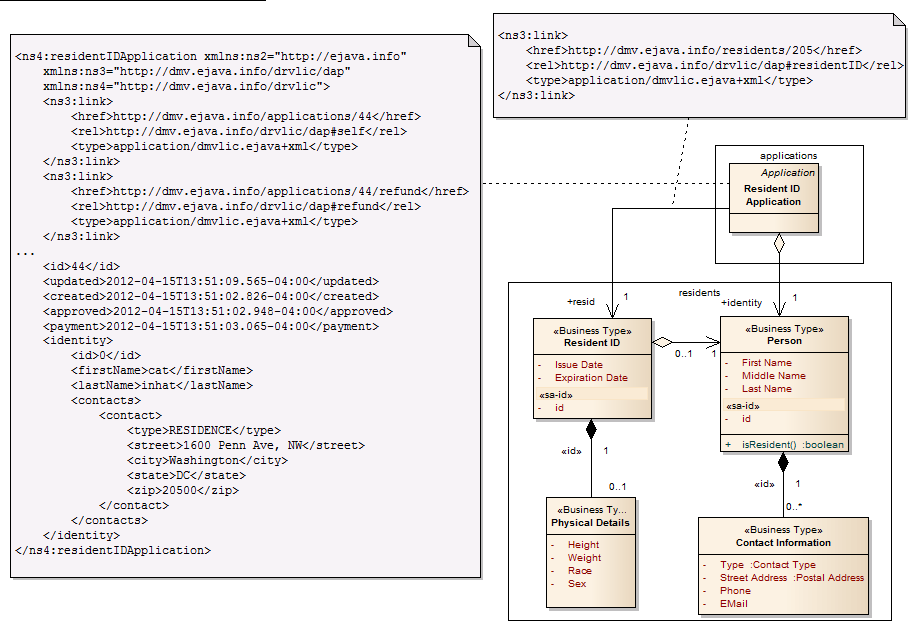 <ns4:residentIDApplication xmlns:ns2="http://ejava.info"
xmlns:ns3="http://dmv.ejava.info/drvlic/dap"
xmlns:ns4="http://dmv.ejava.info/drvlic">
<ns3:link>
<href>http://dmv.ejava.info/applications/44</href>
<rel>http://dmv.ejava.info/drvlic/dap#self</rel>
<type>application/dmvlic.ejava+xml</type>
</ns3:link>
<ns3:link>
<href>http://dmv.ejava.info/applications/44/refund</href>
<rel>http://dmv.ejava.info/drvlic/dap#refund</rel>
<type>application/dmvlic.ejava+xml</type>
</ns3:link>
...
<id>44</id>
<updated>2012-04-15T13:51:09.565-04:00</updated>
<created>2012-04-15T13:51:02.826-04:00</created>
<approved>2012-04-15T13:51:02.948-04:00</approved>
<payment>2012-04-15T13:51:03.065-04:00</payment>
<identity>
<id>0</id>
<firstName>cat</firstName>
<lastName>inhat</lastName>
<contacts>
<contact>
<type>RESIDENCE</type>
<street>1600 Penn Ave, NW</street>
<city>Washington</city>
<state>DC</state>
<zip>20500</zip>
</contact>
</contacts>
</identity>
</ns4:residentIDApplication>
<ns3:link>
<href>http://dmv.ejava.info/residents/205</href>
<rel>http://dmv.ejava.info/drvlic/dap#residentID</rel>
<type>application/dmvlic.ejava+xml</type>
</ns3:link>
applications
Application
Resident ID
Application
residents
+resid 1
+identity 1
«Business Type»
Resident ID
- Issue Date
- Expiration Date
«sa-id»
- id
0..1 1
«Business Type»
Person
- First Name
- Middle Name
- Last Name
«sa-id»
- id
+ isResident() :boolean
«id» 1
0..1
«id» 1
0..*
«Business Ty...
Physical Details
- Height
- Weight
- Race
- Sex
«Business Type»
Contact Information
- Type :Contact Type
- Street Address :Postal Address
- Phone
- EMail